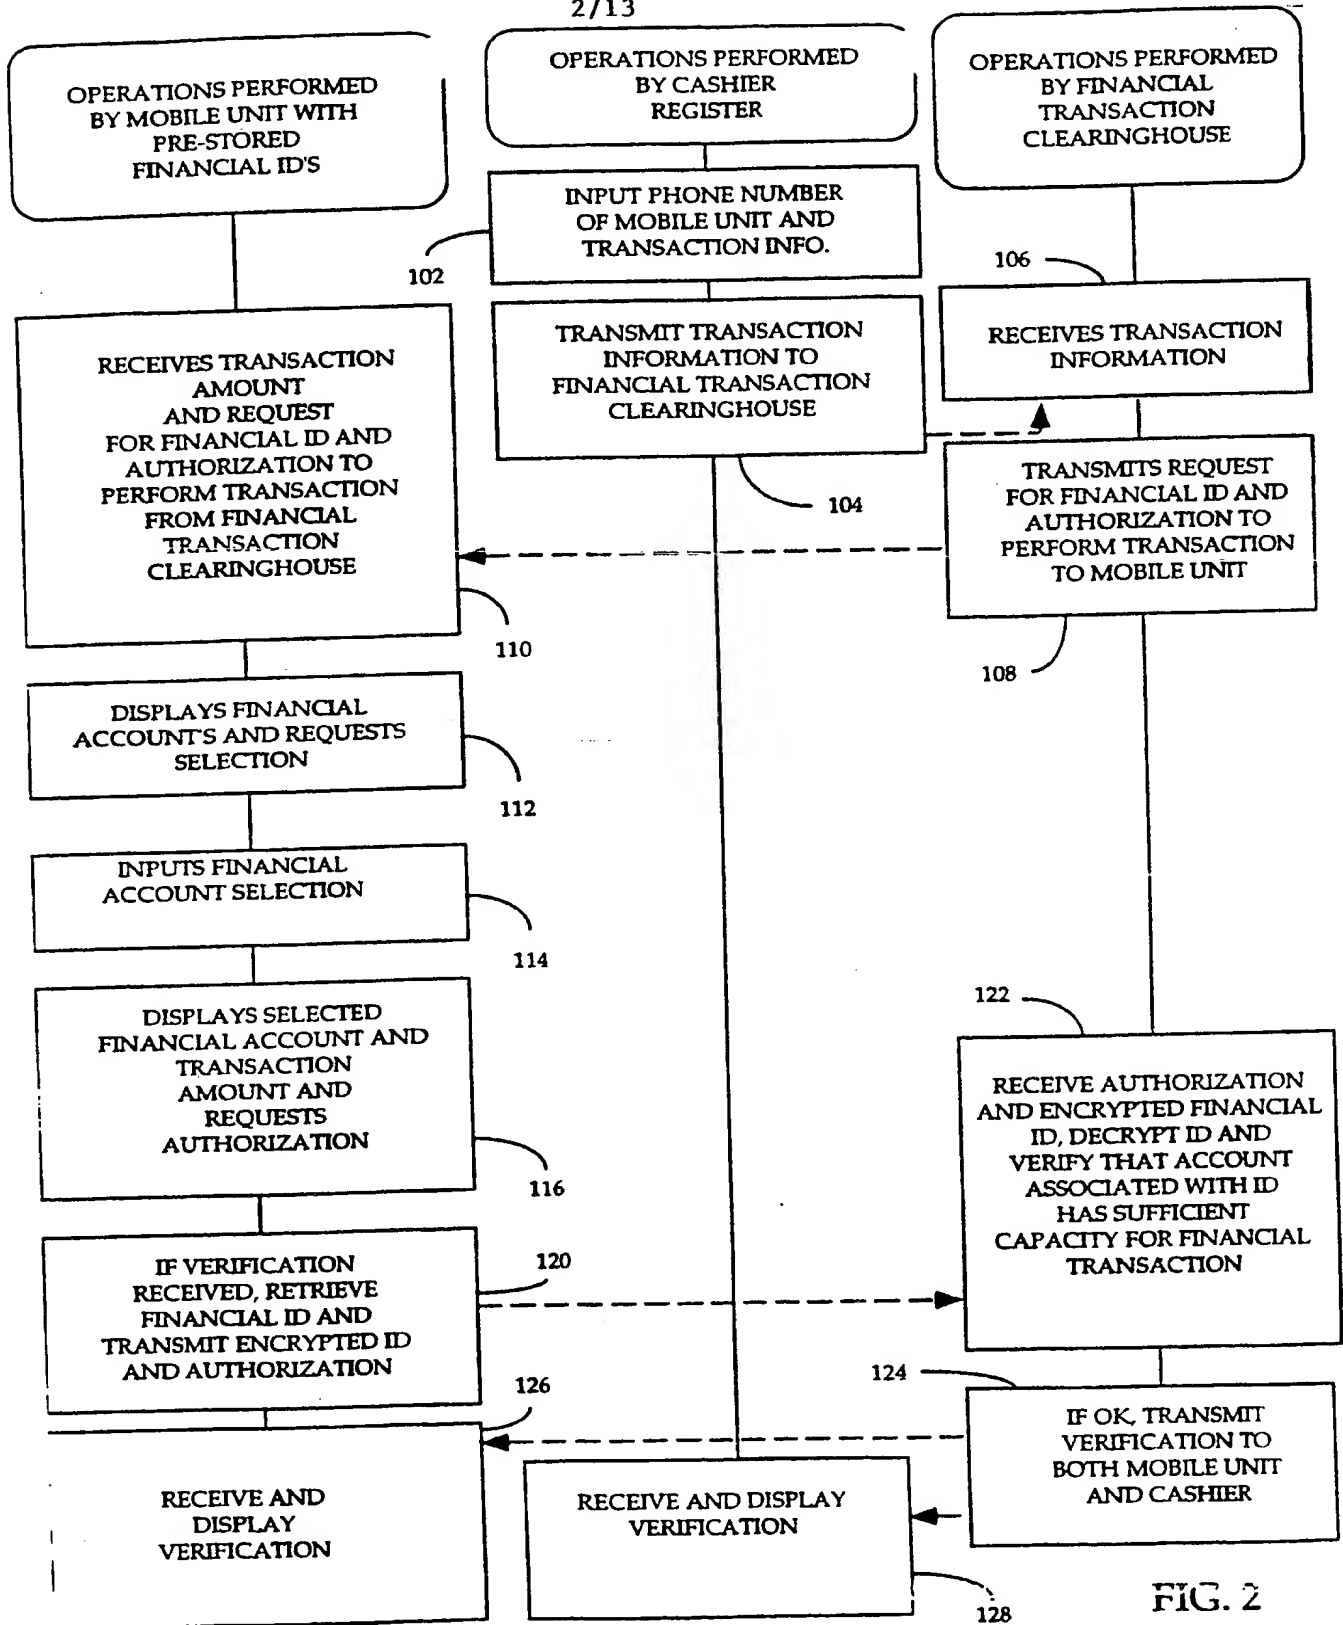 2/13
OPERATIONS PERFORMED
BY MOBILE UNIT WITH
PRE-STORED
FINANCIAL ID'S
OPERATIONS PERFORMED
BY CASHIER
REGISTER
OPERATIONS PERFORMED
BY FINANCIAL
TRANSACTION
CLEARINGHOUSE
INPUT PHONE NUMBER
OF MOBILE UNIT AND
TRANSACTION INFO.
102
106
TRANSMIT TRANSACTION
INFORMATION TO
FINANCIAL TRANSACTION
CLEARINGHOUSE
104
RECEIVES TRANSACTION
INFORMATION
TRANSMITS REQUEST
FOR FINANCIAL ID AND
AUTHORIZATION TO
PERFORM TRANSACTION
TO MOBILE UNIT
108
RECEIVES TRANSACTION
AMOUNT
AND REQUEST
FOR FINANCIAL ID AND
AUTHORIZATION TO
PERFORM TRANSACTION
FROM FINANCIAL
TRANSACTION
CLEARINGHOUSE
110
DISPLAYS FINANCIAL
ACCOUNTS AND REQUESTS
SELECTION
112
INPUTS FINANCIAL
ACCOUNT SELECTION
114
DISPLAYS SELECTED
FINANCIAL ACCOUNT AND
TRANSACTION
AMOUNT AND
REQUESTS
AUTHORIZATION
116
IF VERIFICATION
RECEIVED, RETRIEVE
FINANCIAL ID AND
TRANSMIT ENCRYPTED ID
AND AUTHORIZATION
120
122
RECEIVE AUTHORIZATION
AND ENCRYPTED FINANCIAL
ID, DECRYPT ID AND
VERIFY THAT ACCOUNT
ASSOCIATED WITH ID
HAS SUFFICIENT
CAPACITY FOR FINANCIAL
TRANSACTION
124
IF OK, TRANSMIT
VERIFICATION TO
BOTH MOBILE UNIT
AND CASHIER
126
RECEIVE AND
DISPLAY
VERIFICATION
RECEIVE AND DISPLAY
VERIFICATION
128
FIG. 2